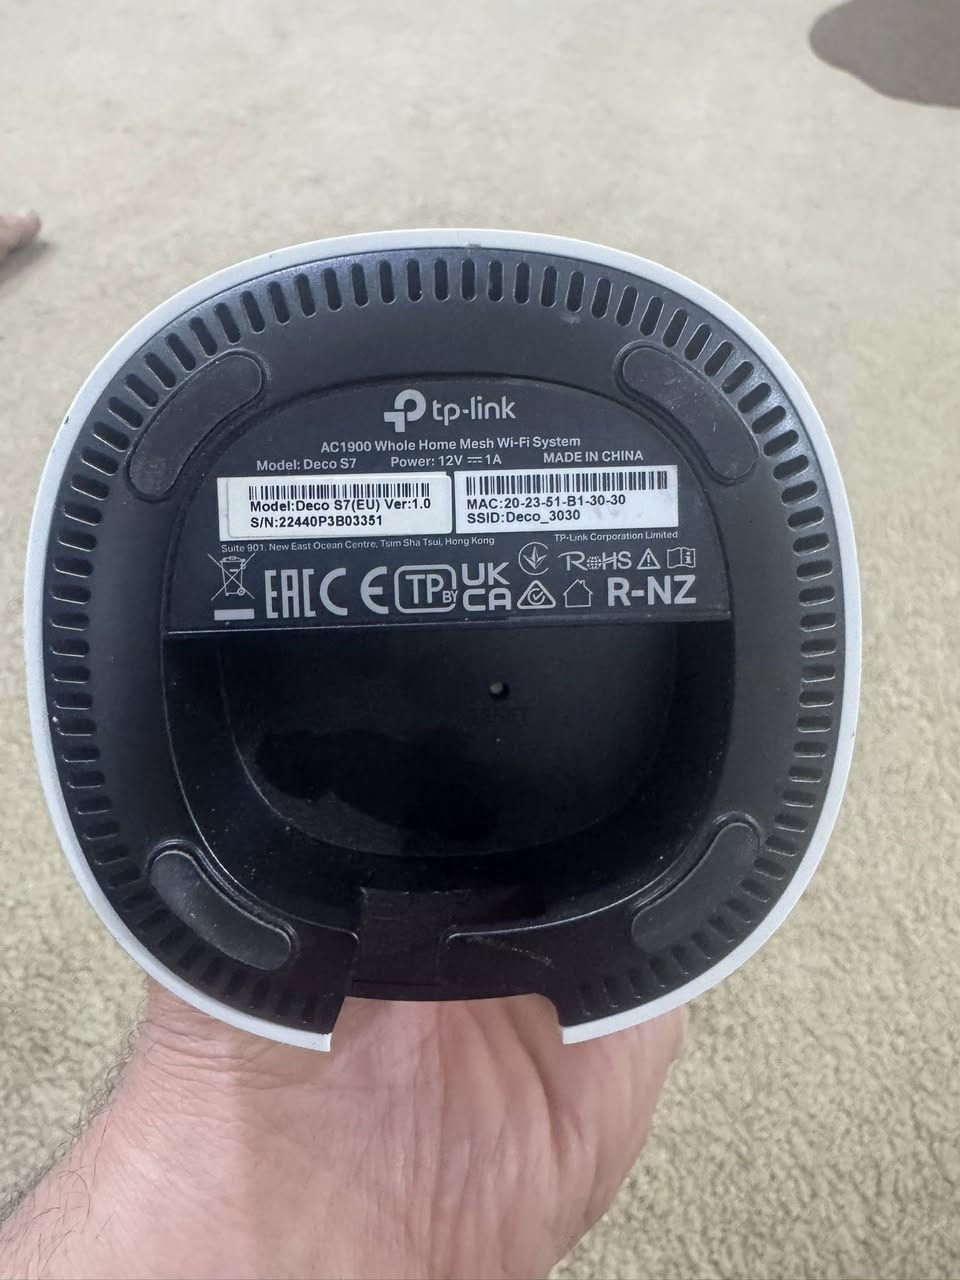 tp-link
AC1900 Whole Home Mesh Wi-Fi System
Model: Deco S7 Power: 12V ⎓ 1A MADE IN CHINA
Model:Deco S7(EU) Ver:1.0
S/N:22440P3B03351
MAC:20-23-51-B1-30-30
SSID:Deco_3030
Suite 901, New East Ocean Centre, Tsim Sha Tsui, Hong Kong
TP-Link Corporation Limited
EAC CE TP BY UK CA RoHS R-NZ
RESET